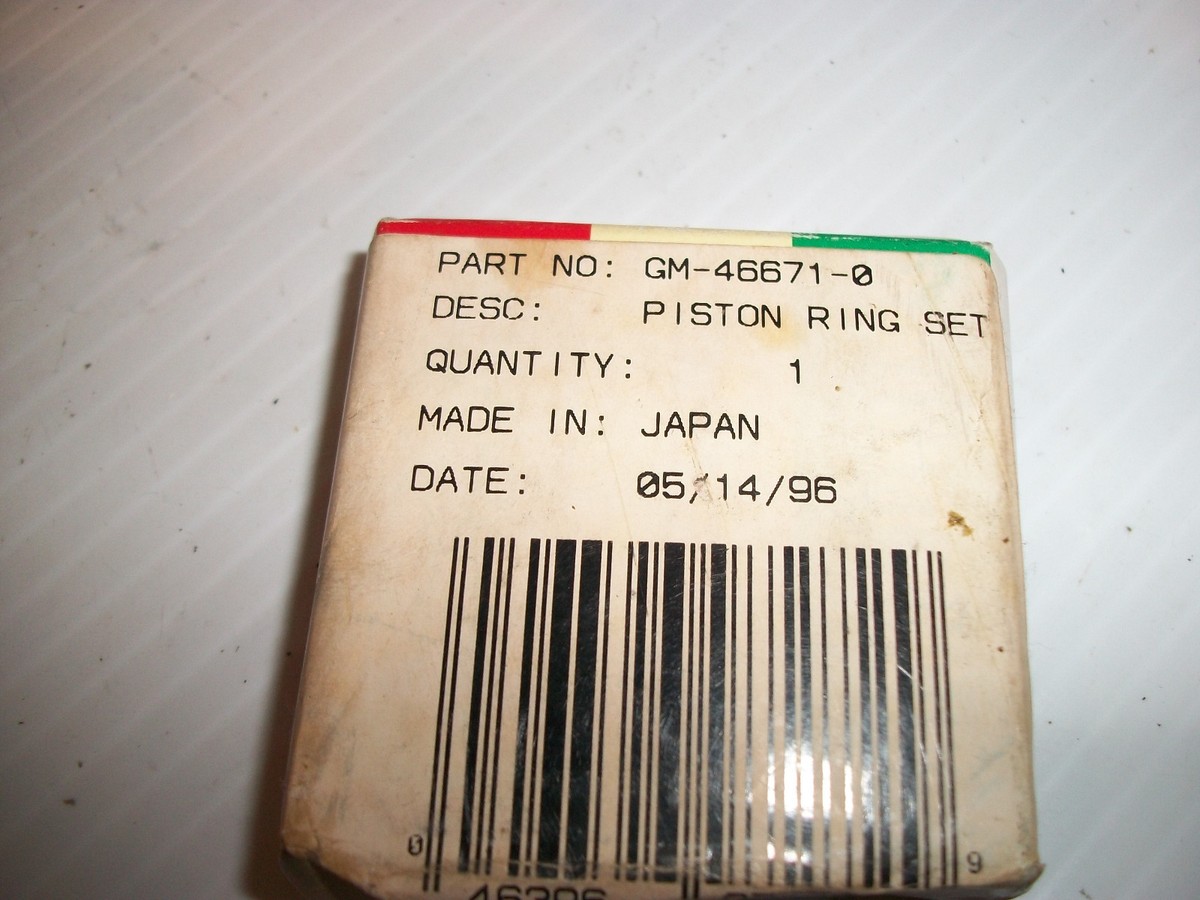 PART NO: GM-46671-0
DESC: PISTON RING SET
QUANTITY: 1
MADE IN: JAPAN
DATE: 05/14/96
0 9
46396